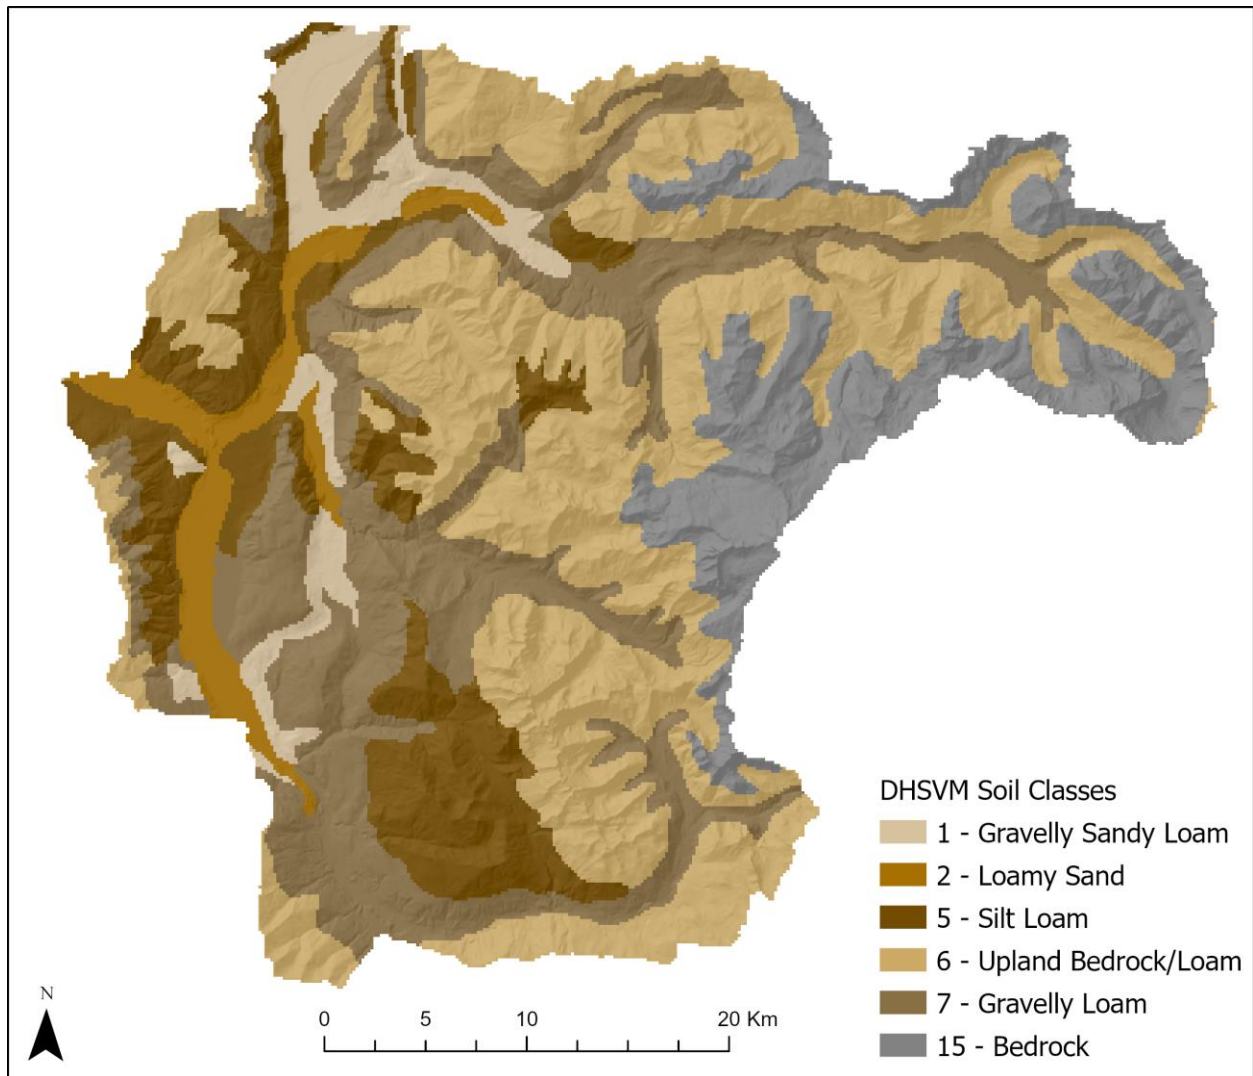 DHSVM Soil Classes
1 - Gravelly Sandy Loam
2 - Loamy Sand
5 - Silt Loam
6 - Upland Bedrock/Loam
7 - Gravelly Loam
15 - Bedrock
N
0 5 10 20 Km